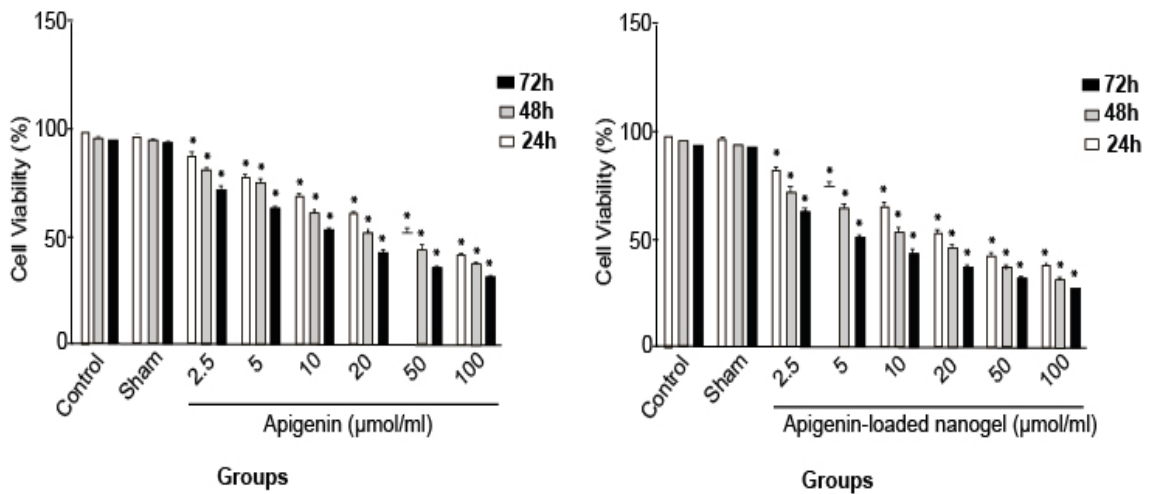 150
100
50
0
Cell Viability (%)
72h
48h
24h
* * * * * * * * * * * * * * * * * *
Control Sham 2.5 5 10 20 50 100
Apigenin (µmol/ml)
Groups
150
100
50
0
Cell Viability (%)
72h
48h
24h
* * * * * * * * * * * * * * * * * *
Control Sham 2.5 5 10 20 50 100
Apigenin-loaded nanogel (µmol/ml)
Groups